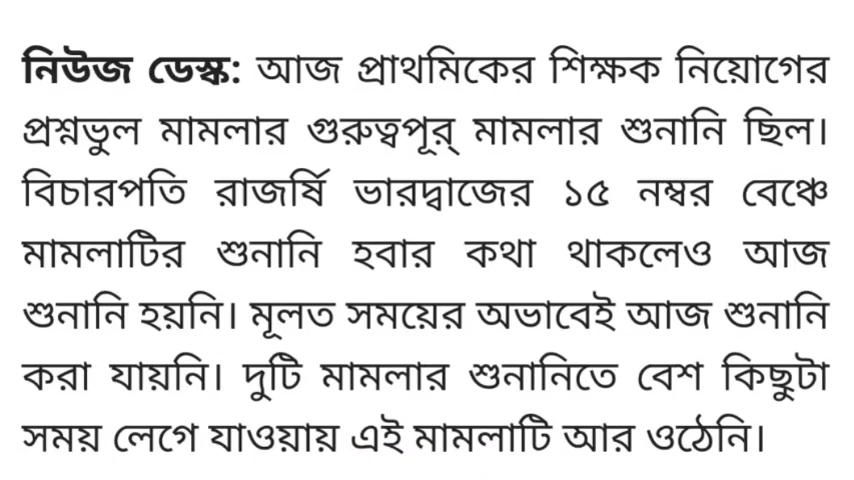 নিউজ ডেস্ক: আজ প্রাথমিকের শিক্ষক নিয়োগের
প্রশ্নভুল মামলার গুরুত্বপূর্ মামলার শুনানি ছিল।
বিচারপতি রাজর্ষি ভারদ্বাজের ১৫ নম্বর বেঞ্চে
মামলাটির শুনানি হবার কথা থাকলেও আজ
শুনানি হয়নি। মূলত সময়ের অভাবেই আজ শুনানি
করা যায়নি। দুটি মামলার শুনানিতে বেশ কিছুটা
সময় লেগে যাওয়ায় এই মামলাটি আর ওঠেনি।